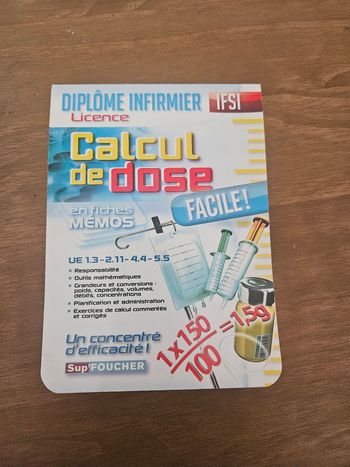 DIPLÔME INFIRMIER IFSI
Licence
Calcul
de dose
en fiches
MÉMOS
FACILE !
UE 1.3 - 2.11 - 4.4 - 5.5
• Responsabilité
• Outils mathématiques
• Grandeurs et conversions :
poids, capacités, volumes,
débits, concentrations
• Planification et administration
• Exercices de calcul commentés
et corrigés
1 x 150 = 1,5g
100
Un concentré
d'efficacité !
Sup'FOUCHER